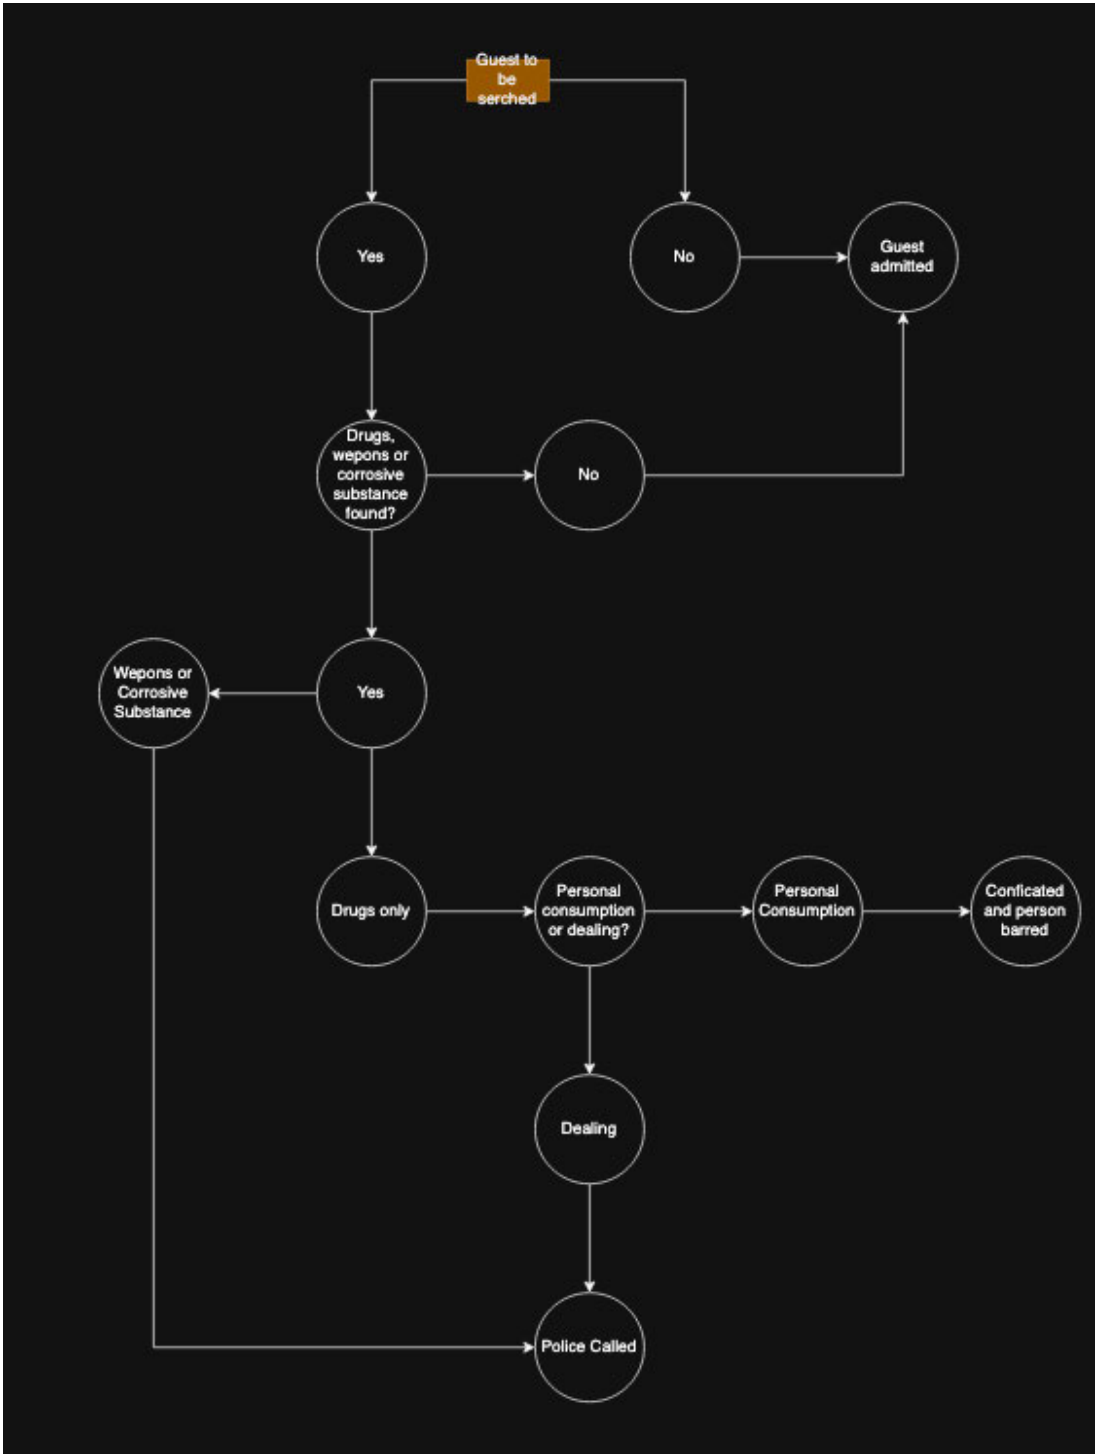 Guest to
be
serched
Yes
No
Guest
admitted
Drugs,
wepons or
corrosive
substance
found?
No
Wepons or
Corrosive
Substance
Yes
Drugs only
Personal
consumption
or dealing?
Personal
Consumption
Conficated
and person
barred
Dealing
Police Called